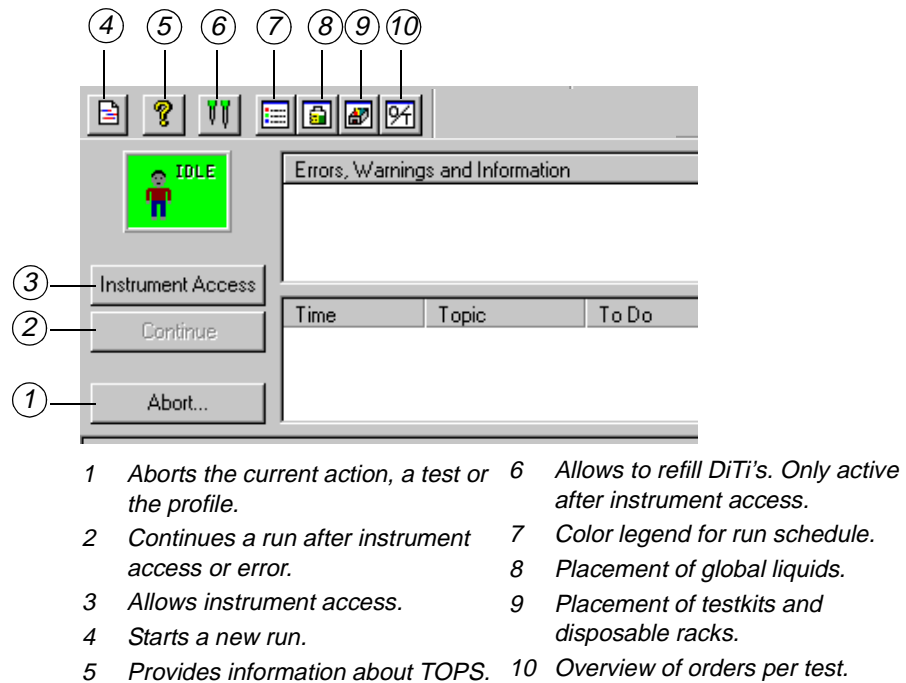 4 5 6 7 8 9 10
IDLE
Errors, Warnings and Information
3 Instrument Access
Time Topic To Do
2 Continue
1 Abort...
1 Aborts the current action, a test or
the profile.
2 Continues a run after instrument
access or error.
3 Allows instrument access.
4 Starts a new run.
5 Provides information about TOPS.
6 Allows to refill DiTi's. Only active
after instrument access.
7 Color legend for run schedule.
8 Placement of global liquids.
9 Placement of testkits and
disposable racks.
10 Overview of orders per test.